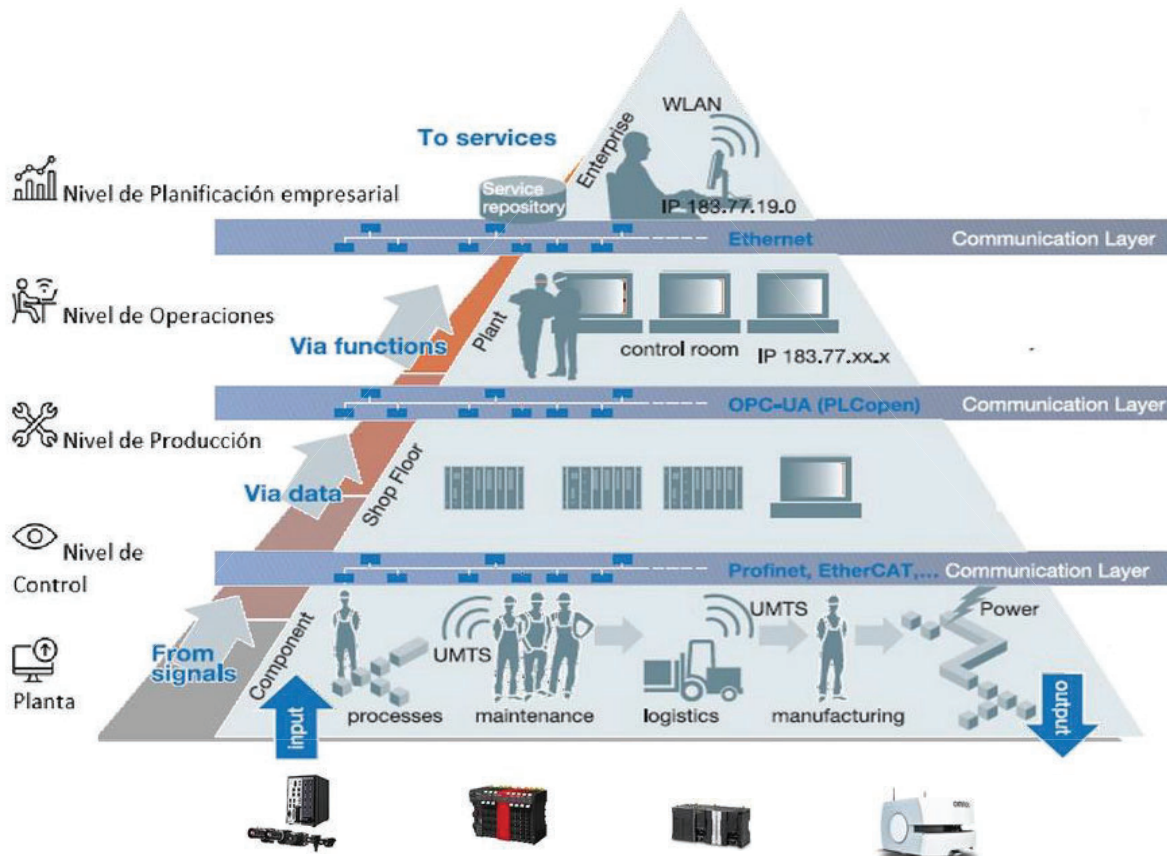 WLAN
To services
Enterprise
Nivel de Planificación empresarial
Service
repository
IP 183.77.19.0
Ethernet
Communication Layer
Nivel de Operaciones
Via functions
Plant
control room
IP 183.77.xx.x
OPC-UA (PLCopen)
Communication Layer
Nivel de Producción
Via data
Shop Floor
Nivel de
Control
Profinet, EtherCAT,...
Communication Layer
Planta
From
signals
Component
UMTS
UMTS
Power
input
processes
maintenance
logistics
manufacturing
output